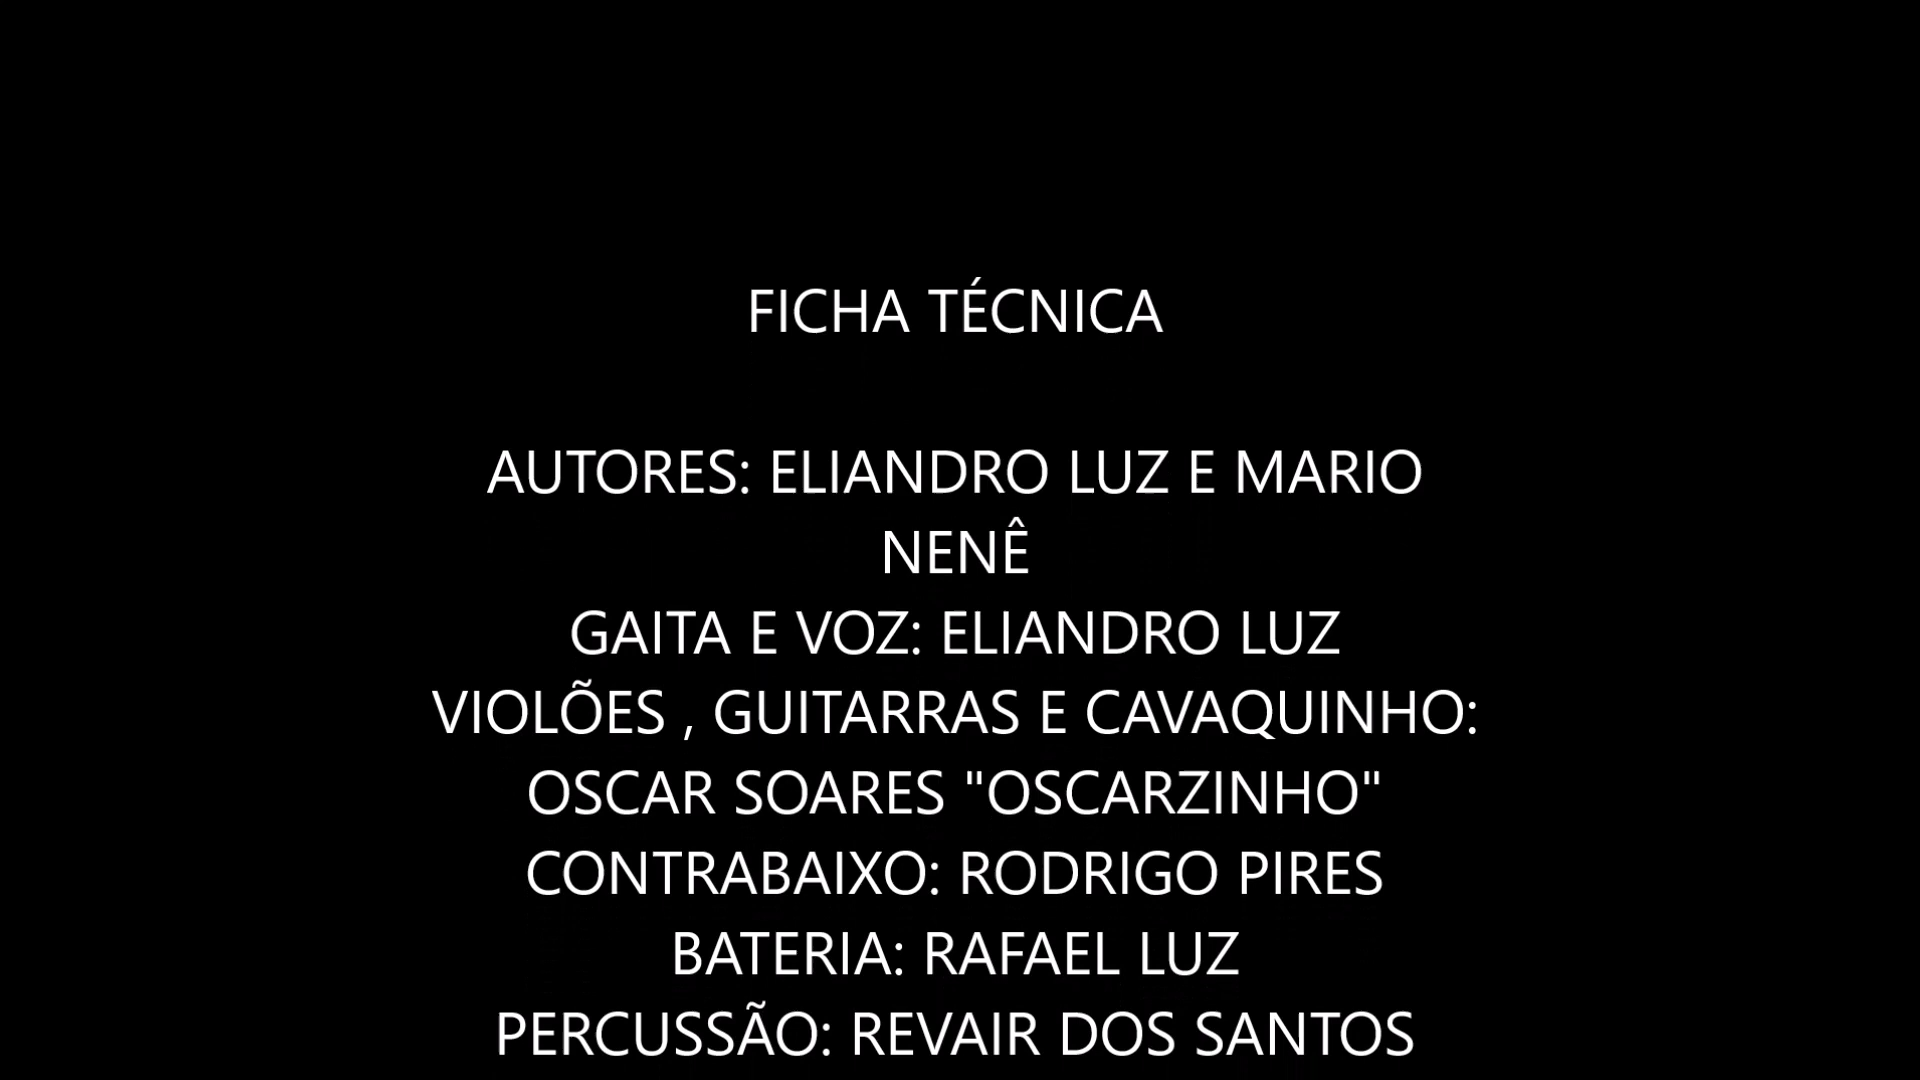 FICHA TÉCNICA
AUTORES: ELIANDRO LUZ E MARIO
NENÊ
GAITA E VOZ: ELIANDRO LUZ
VIOLÕES , GUITARRAS E CAVAQUINHO:
OSCAR SOARES "OSCARZINHO"
CONTRABAIXO: RODRIGO PIRES
BATERIA: RAFAEL LUZ
PERCUSSÃO: REVAIR DOS SANTOS